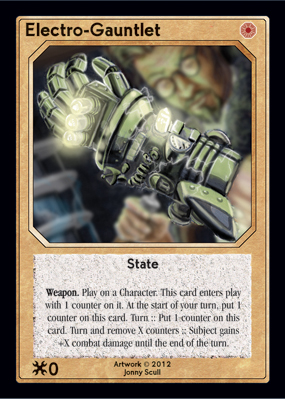 Electro-Gauntlet
State
Weapon. Play on a Character. This card enters play
with 1 counter on it. At the start of your turn, put 1
counter on this card. Turn :: Put 1 counter on this
card. Turn and remove X counters :: Subject gains
+X combat damage until the end of the turn.
0
Artwork © 2012
Jonny Scull